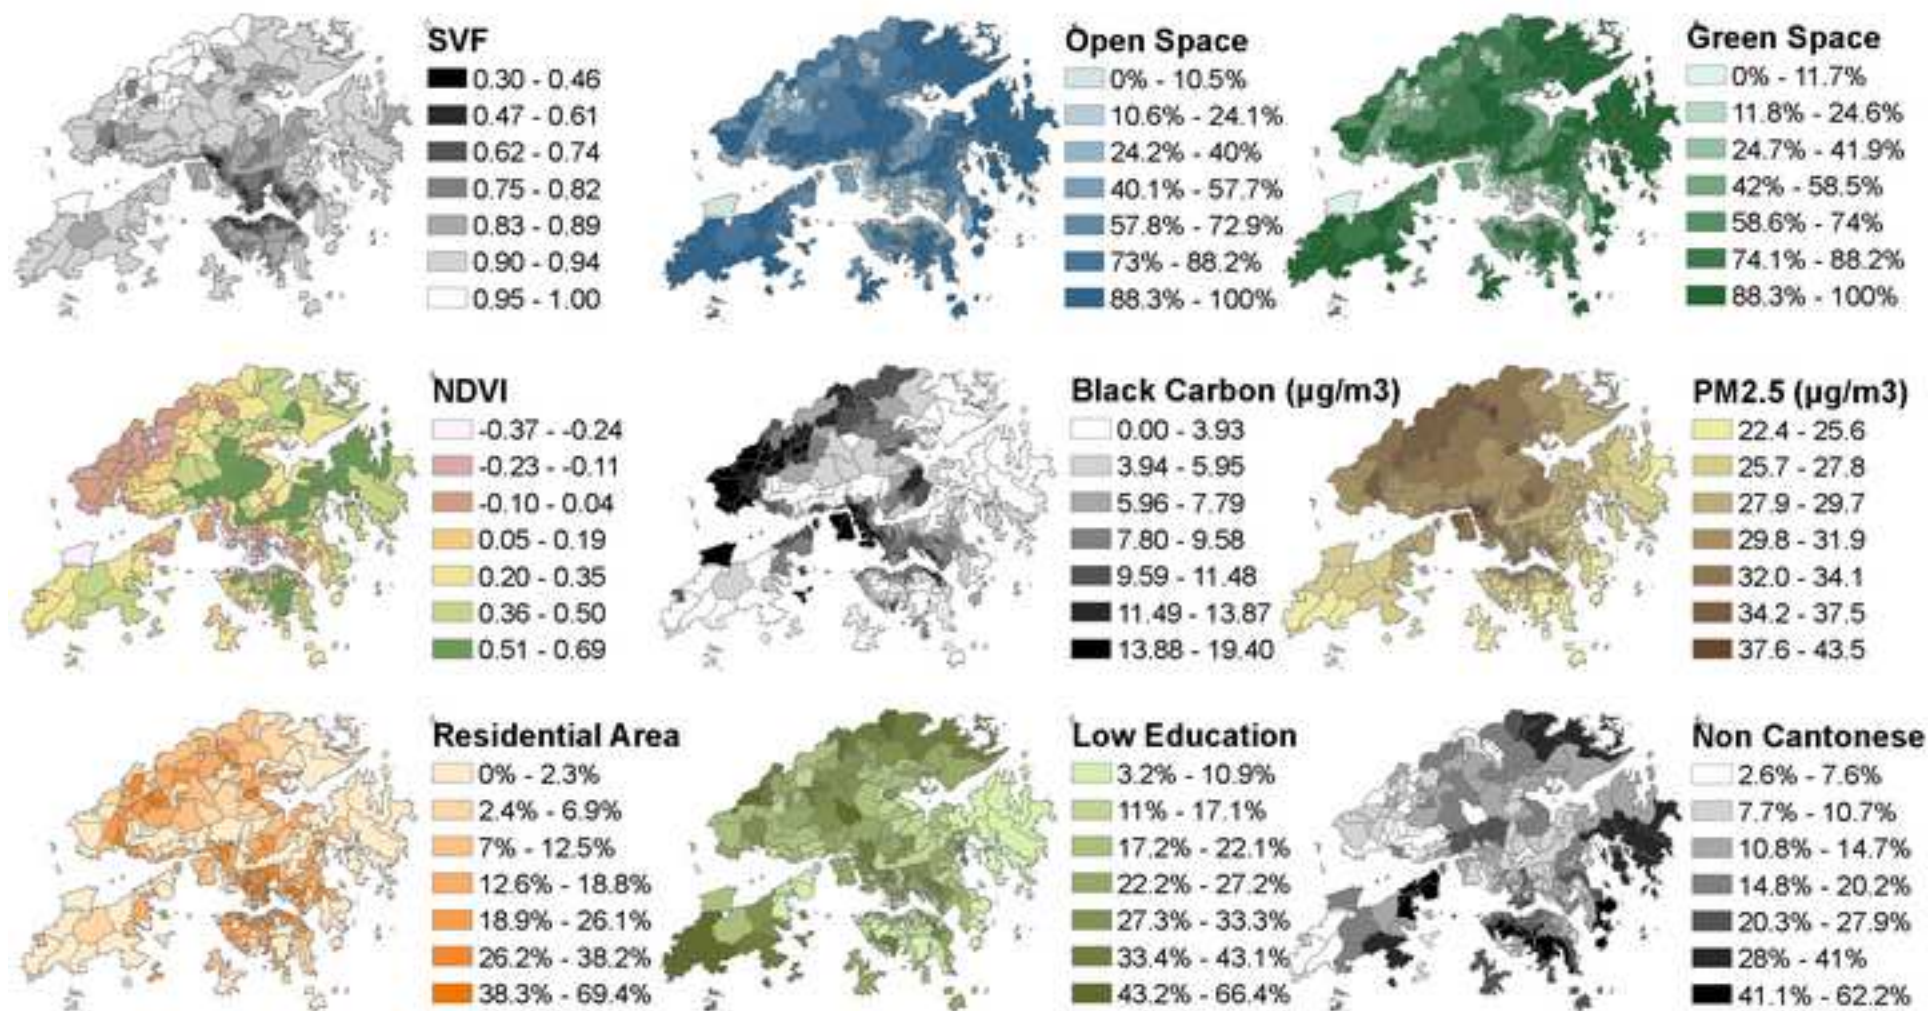 SVF
0.30 - 0.46
0.47 - 0.61
0.62 - 0.74
0.75 - 0.82
0.83 - 0.89
0.90 - 0.94
0.95 - 1.00
Open Space
0% - 10.5%
10.6% - 24.1%
24.2% - 40%
40.1% - 57.7%
57.8% - 72.9%
73% - 88.2%
88.3% - 100%
Green Space
0% - 11.7%
11.8% - 24.6%
24.7% - 41.9%
42% - 58.5%
58.6% - 74%
74.1% - 88.2%
88.3% - 100%
NDVI
-0.37 - -0.24
-0.23 - -0.11
-0.10 - 0.04
0.05 - 0.19
0.20 - 0.35
0.36 - 0.50
0.51 - 0.69
Black Carbon (µg/m3)
0.00 - 3.93
3.94 - 5.95
5.96 - 7.79
7.80 - 9.58
9.59 - 11.48
11.49 - 13.87
13.88 - 19.40
PM2.5 (µg/m3)
22.4 - 25.6
25.7 - 27.8
27.9 - 29.7
29.8 - 31.9
32.0 - 34.1
34.2 - 37.5
37.6 - 43.5
Residential Area
0% - 2.3%
2.4% - 6.9%
7% - 12.5%
12.6% - 18.8%
18.9% - 26.1%
26.2% - 38.2%
38.3% - 69.4%
Low Education
3.2% - 10.9%
11% - 17.1%
17.2% - 22.1%
22.2% - 27.2%
27.3% - 33.3%
33.4% - 43.1%
43.2% - 66.4%
Non Cantonese
2.6% - 7.6%
7.7% - 10.7%
10.8% - 14.7%
14.8% - 20.2%
20.3% - 27.9%
28% - 41%
41.1% - 62.2%